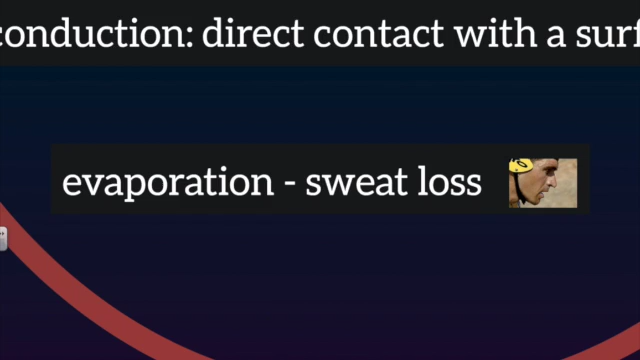 conduction: direct contact with a surf
evaporation - sweat loss